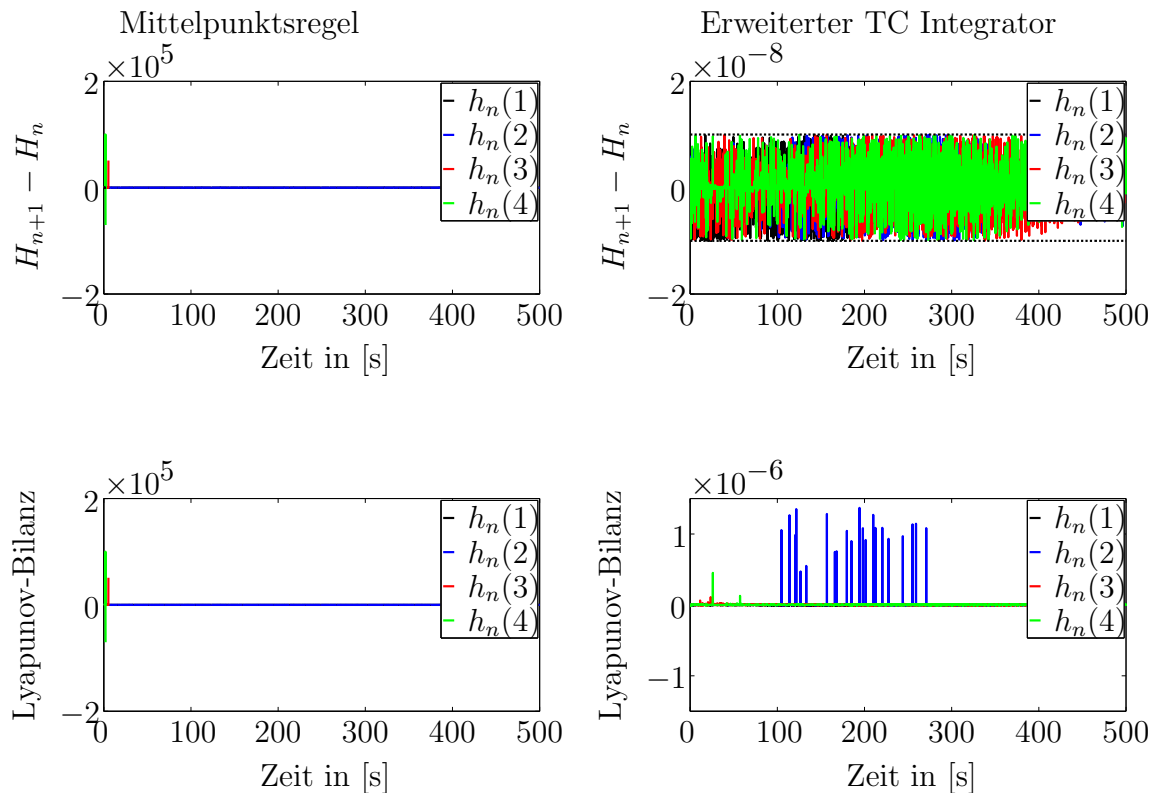 Mittelpunktsregel
×10⁵
2
0
−2
H_{n+1} − H_n
0 100 200 300 400 500
Zeit in [s]
h_n(1)
h_n(2)
h_n(3)
h_n(4)
Erweiterter TC Integrator
×10⁻⁸
2
0
−2
H_{n+1} − H_n
0 100 200 300 400 500
Zeit in [s]
h_n(1)
h_n(2)
h_n(3)
h_n(4)
×10⁵
2
0
−2
Lyapunov-Bilanz
0 100 200 300 400 500
Zeit in [s]
h_n(1)
h_n(2)
h_n(3)
h_n(4)
×10⁻⁶
1
0
−1
Lyapunov-Bilanz
0 100 200 300 400 500
Zeit in [s]
h_n(1)
h_n(2)
h_n(3)
h_n(4)